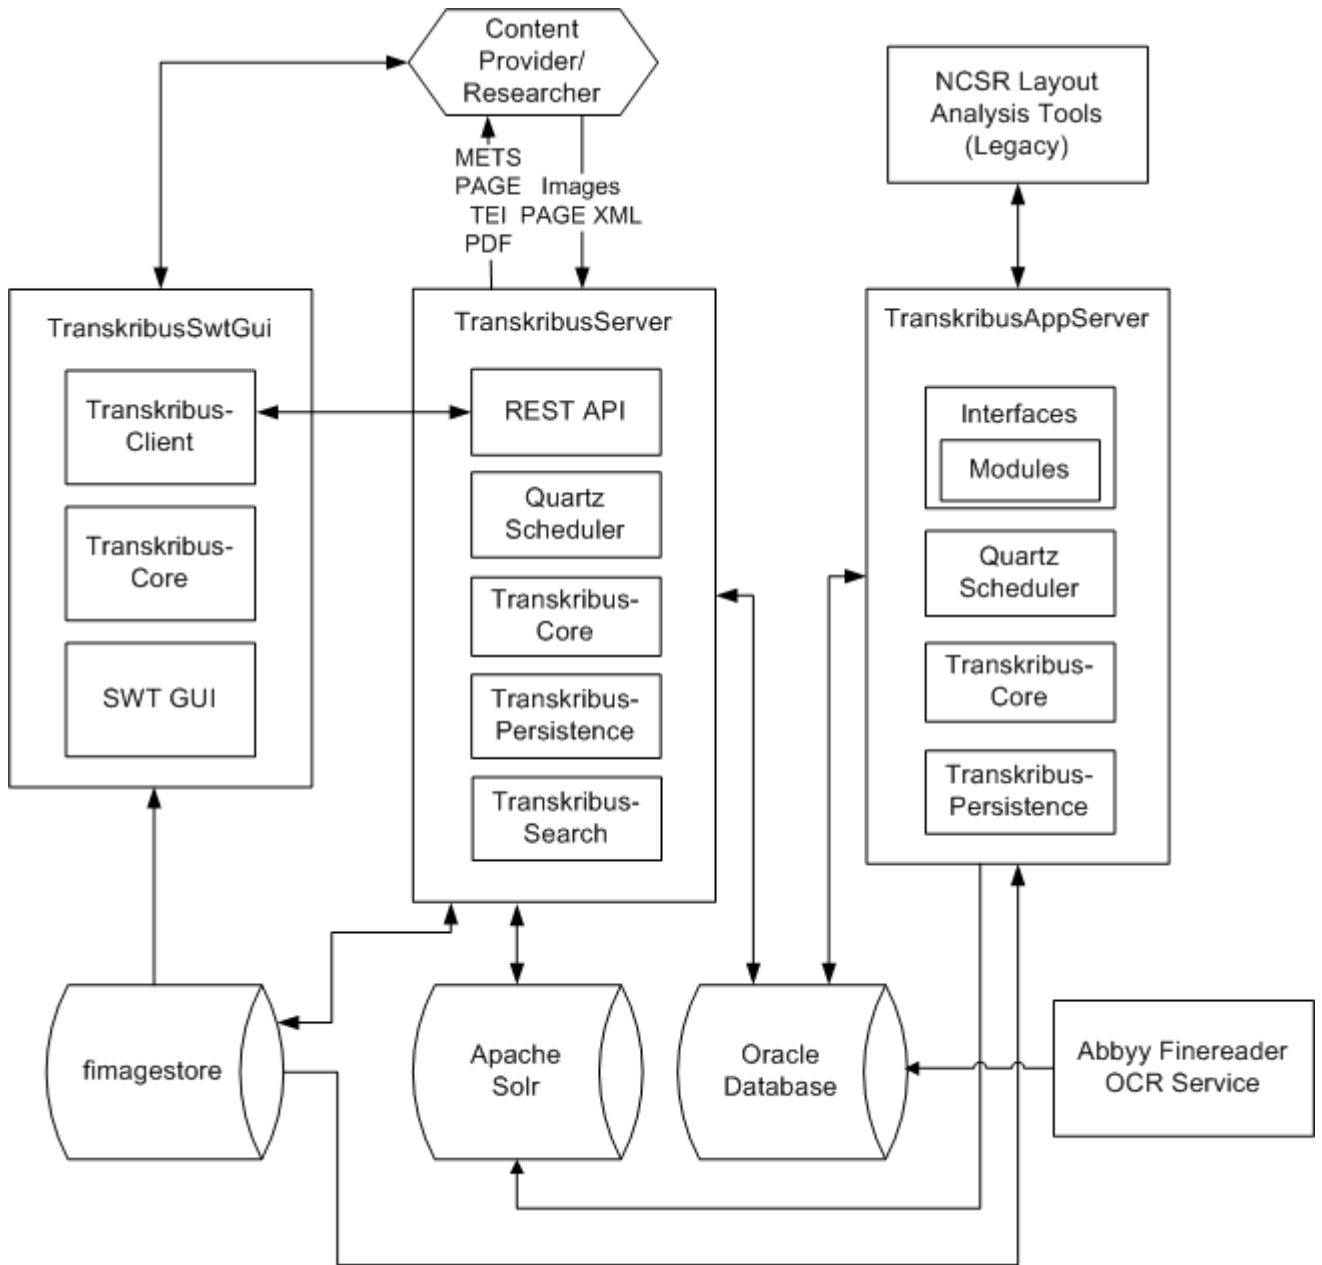 Content
Provider/
Researcher
NCSR Layout
Analysis Tools
(Legacy)
METS
PAGE
TEI
PDF
Images
PAGE XML
TranskribusSwtGui
Transkribus-
Client
Transkribus-
Core
SWT GUI
TranskribusServer
REST API
Quartz
Scheduler
Transkribus-
Core
Transkribus-
Persistence
Transkribus-
Search
TranskribusAppServer
Interfaces
Modules
Quartz
Scheduler
Transkribus-
Core
Transkribus-
Persistence
fimagestore
Apache
Solr
Oracle
Database
Abbyy Finereader
OCR Service